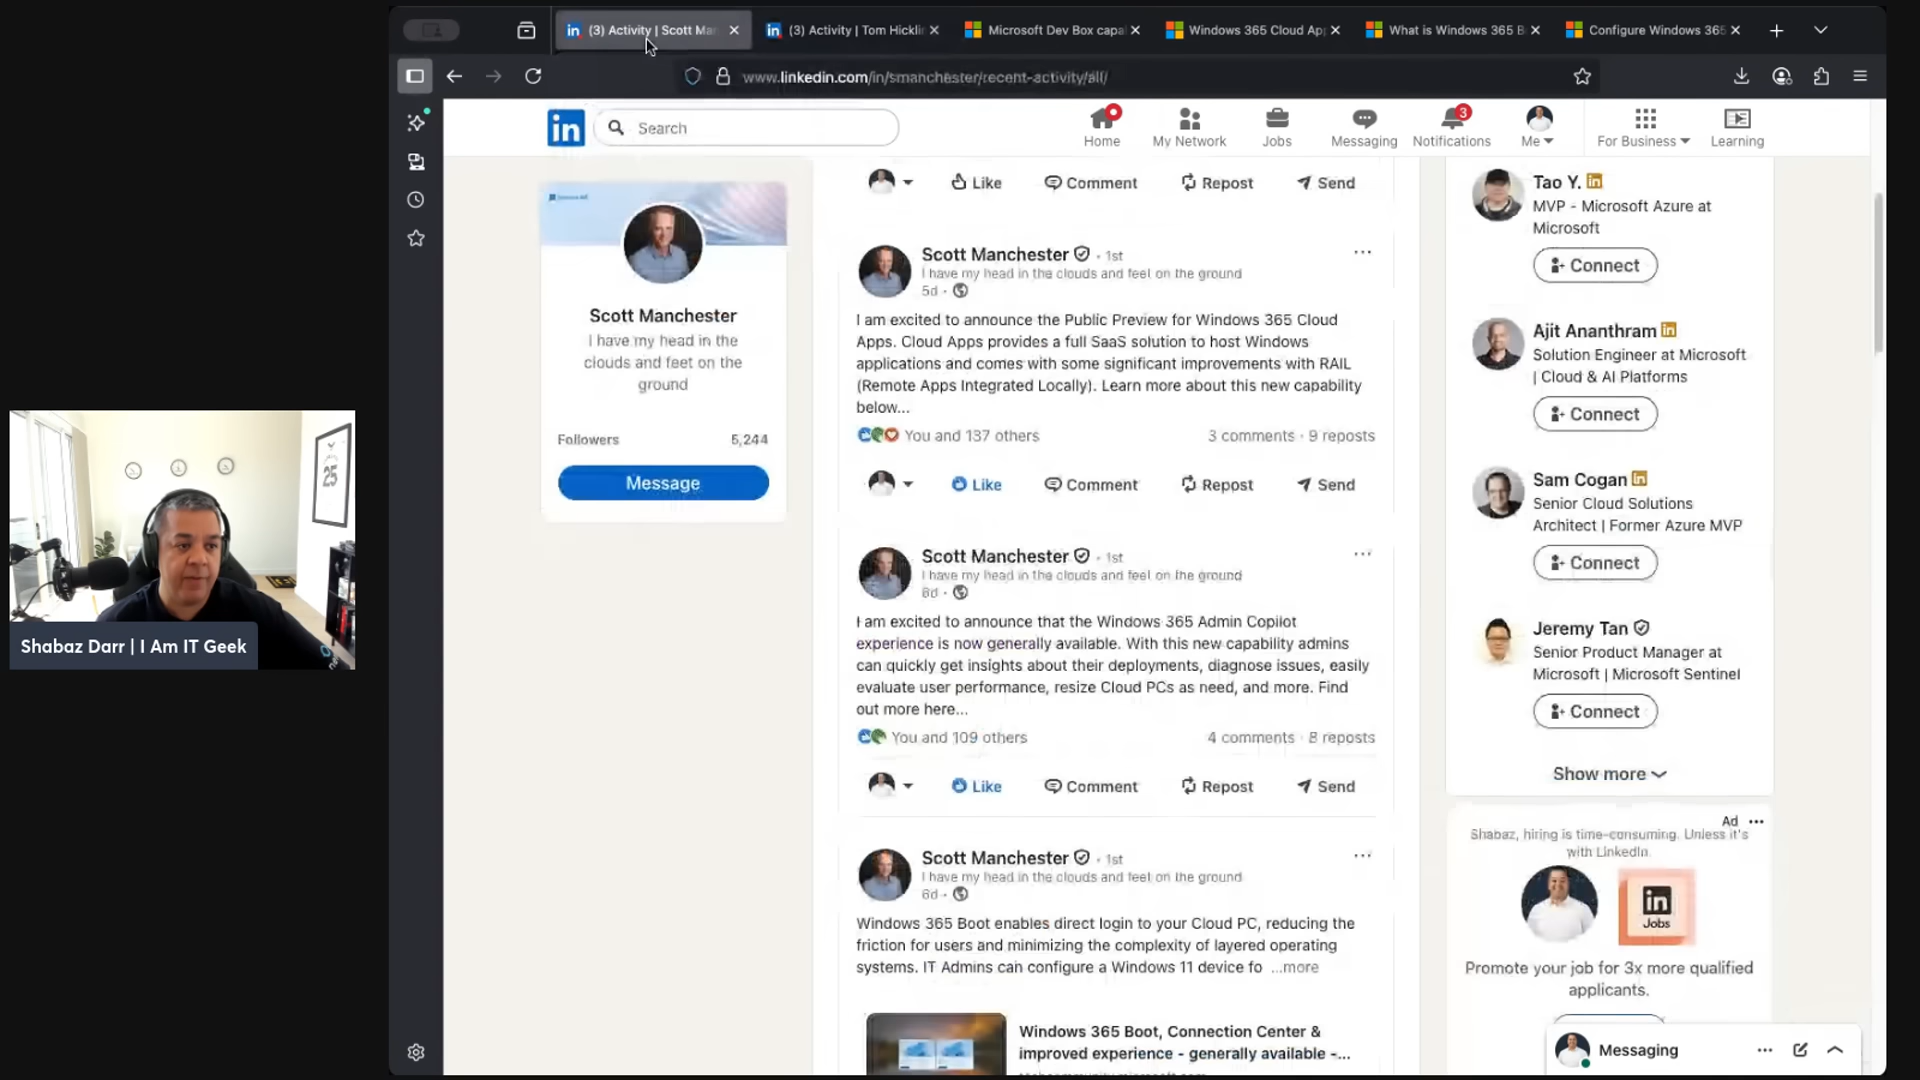 (3) Activity | Scott Man
(3) Activity | Tom Hicklin
Microsoft Dev Box capa
Windows 365 Cloud Ap
What is Windows 365 B
Configure Windows 365
www.linkedin.com/in/smanchester/recent-activity/all/
in
Search
Home
My Network
Jobs
Messaging
3
Notifications
Me
For Business
Learning
Scott Manchester
I have my head in the
clouds and feet on the
ground
Followers 5,244
Message
Like Comment Repost Send
Scott Manchester · 1st
I have my head in the clouds and feel on the ground
5d ·
I am excited to announce the Public Preview for Windows 365 Cloud
Apps. Cloud Apps provides a full SaaS solution to host Windows
applications and comes with some significant improvements with RAIL
(Remote Apps Integrated Locally). Learn more about this new capability
below...
You and 137 others 3 comments · 9 reposts
Like Comment Repost Send
Scott Manchester · 1st
I have my head in the clouds and feel on the ground
6d ·
I am excited to announce that the Windows 365 Admin Copilot
experience is now generally available. With this new capability admins
can quickly get insights about their deployments, diagnose issues, easily
evaluate user performance, resize Cloud PCs as need, and more. Find
out more here...
You and 109 others 4 comments · 8 reposts
Like Comment Repost Send
Scott Manchester · 1st
I have my head in the clouds and feel on the ground
6d ·
Windows 365 Boot enables direct login to your Cloud PC, reducing the
friction for users and minimizing the complexity of layered operating
systems. IT Admins can configure a Windows 11 device fo ...more
Windows 365 Boot, Connection Center &
improved experience - generally available -...
Tao Y.
MVP - Microsoft Azure at
Microsoft
Connect
Ajit Ananthram
Solution Engineer at Microsoft
| Cloud & AI Platforms
Connect
Sam Cogan
Senior Cloud Solutions
Architect | Former Azure MVP
Connect
Jeremy Tan
Senior Product Manager at
Microsoft | Microsoft Sentinel
Connect
Show more
Ad
Shabaz, hiring is time-consuming. Unless it's
with LinkedIn.
in
Jobs
Promote your job for 3x more qualified
applicants.
Messaging
25
Shabaz Darr | I Am IT Geek